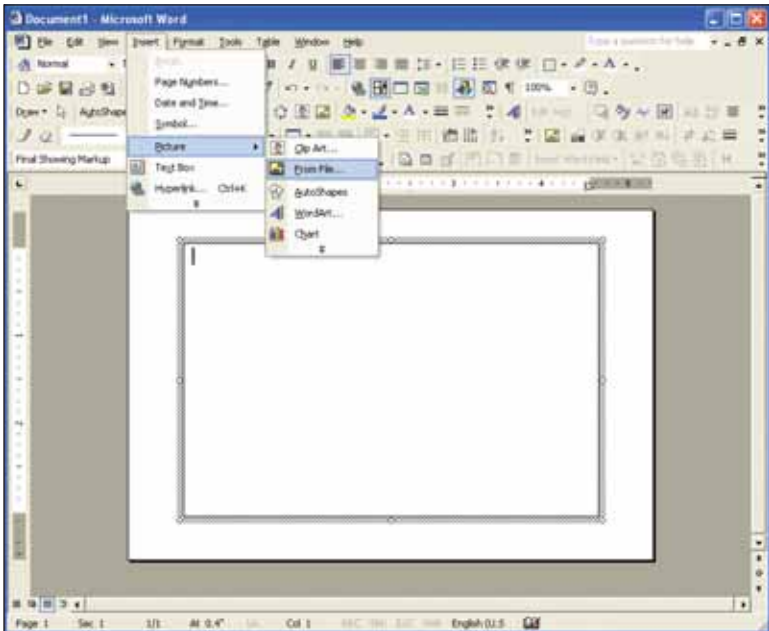 Document1 - Microsoft Word
File Edit View Insert Format Tools Table Window Help
Type a question for help
Normal
Page Numbers...
100%
Draw AutoShape
Date and Time...
Symbol...
Picture
Clip Art...
Final Showing Markup
Text Box
From File...
Hyperlink... Ctrl+K
AutoShapes
WordArt...
Chart
Page 1 Sec 1 1/1 At 0.4" Col 1 English (U.S